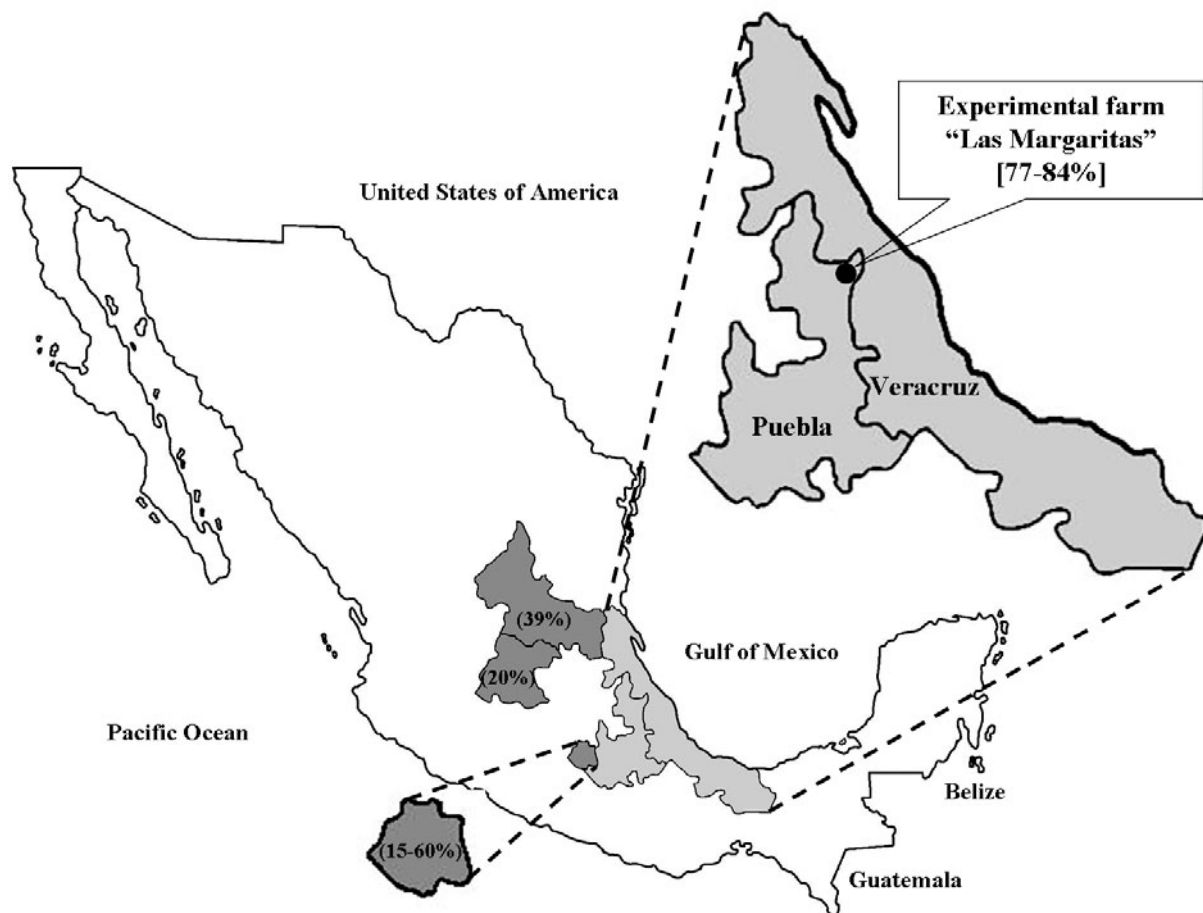 Experimental farm
“Las Margaritas”
[77-84%]
United States of America
Veracruz
Puebla
(39%)
Gulf of Mexico
(20%)
Pacific Ocean
Belize
(15-60%)
Guatemala